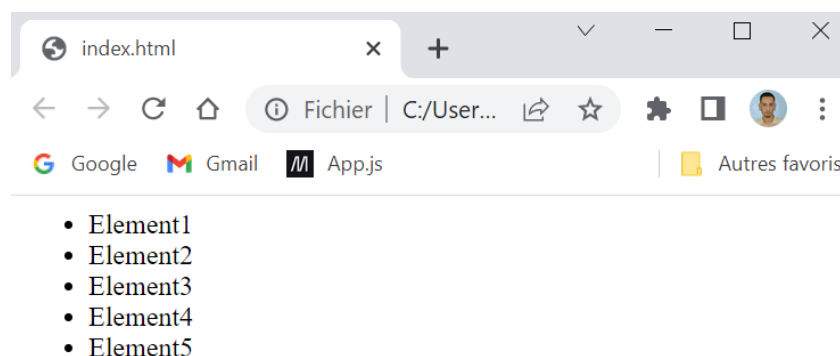 index.html
Fichier C:/User...
Google Gmail App.js Autres favoris
Element1
Element2
Element3
Element4
Element5